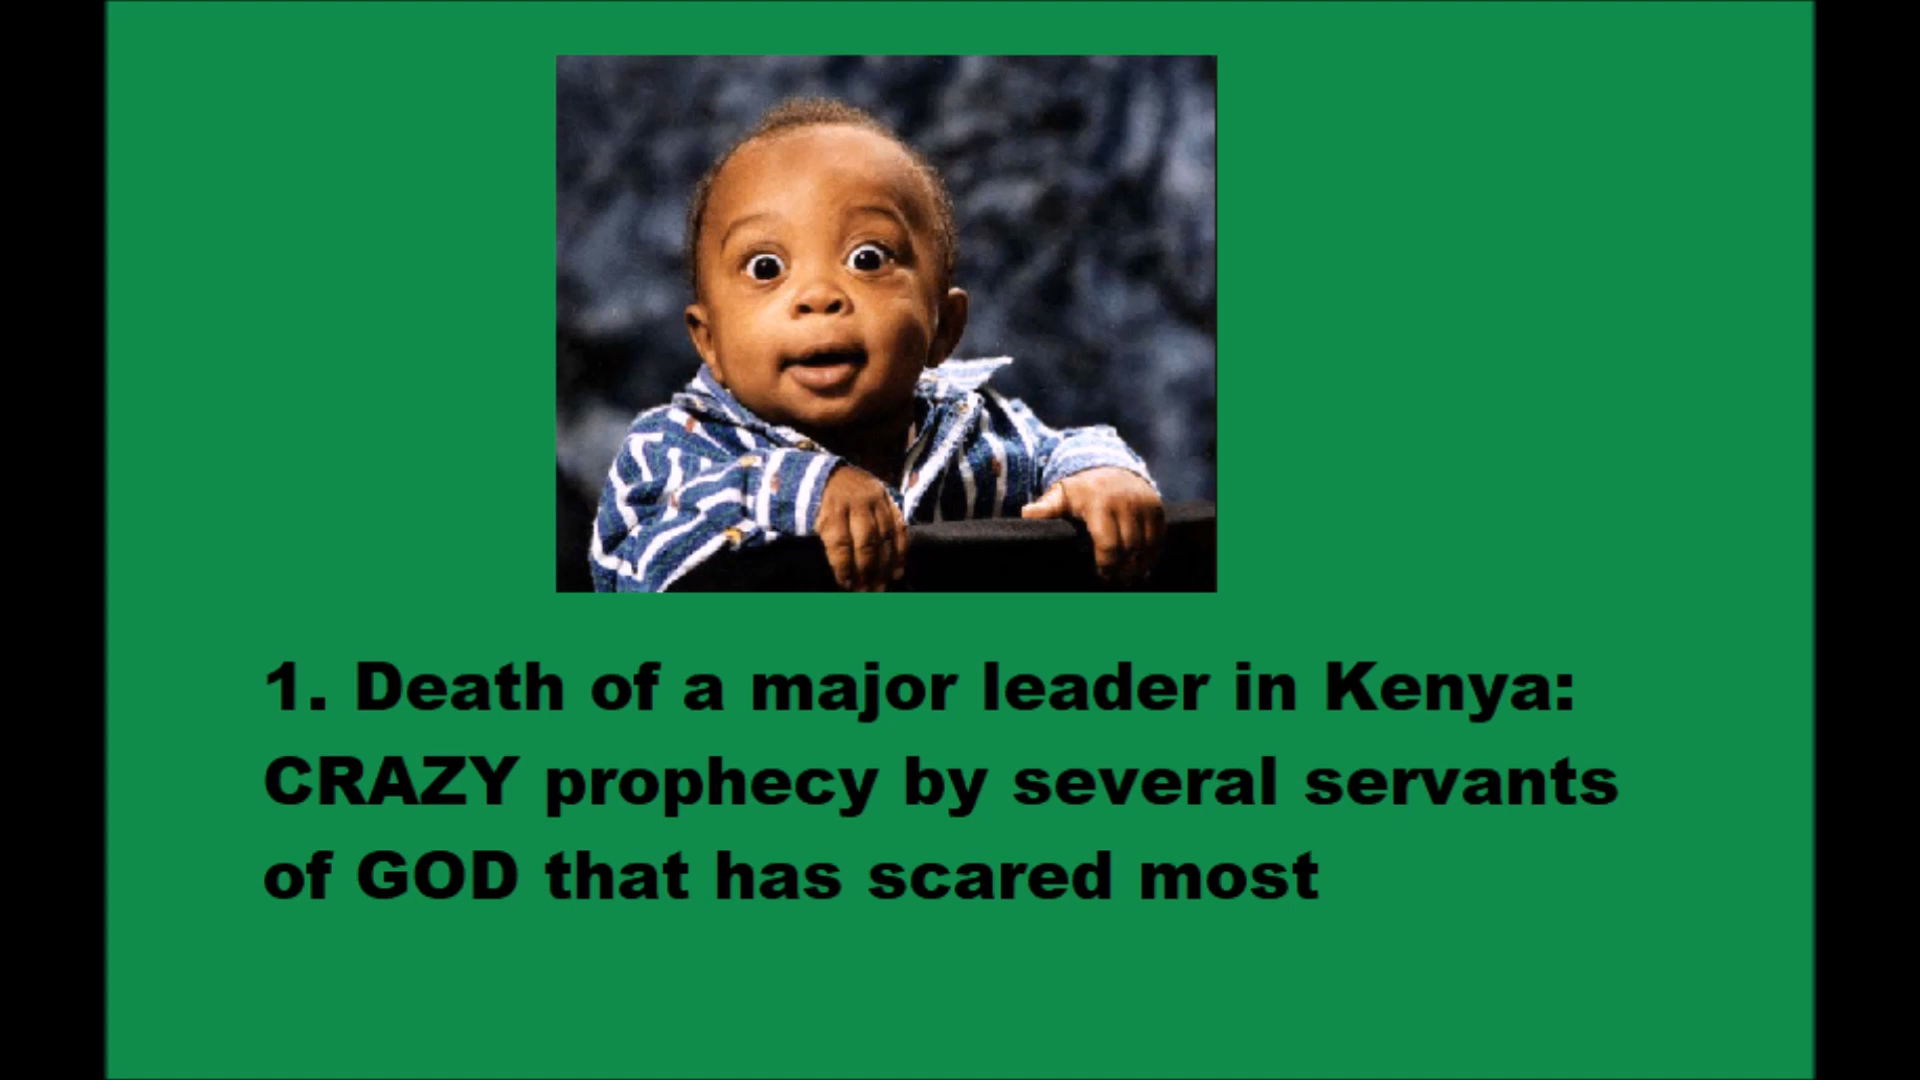 1. Death of a major leader in Kenya:
CRAZY prophecy by several servants
of GOD that has scared most